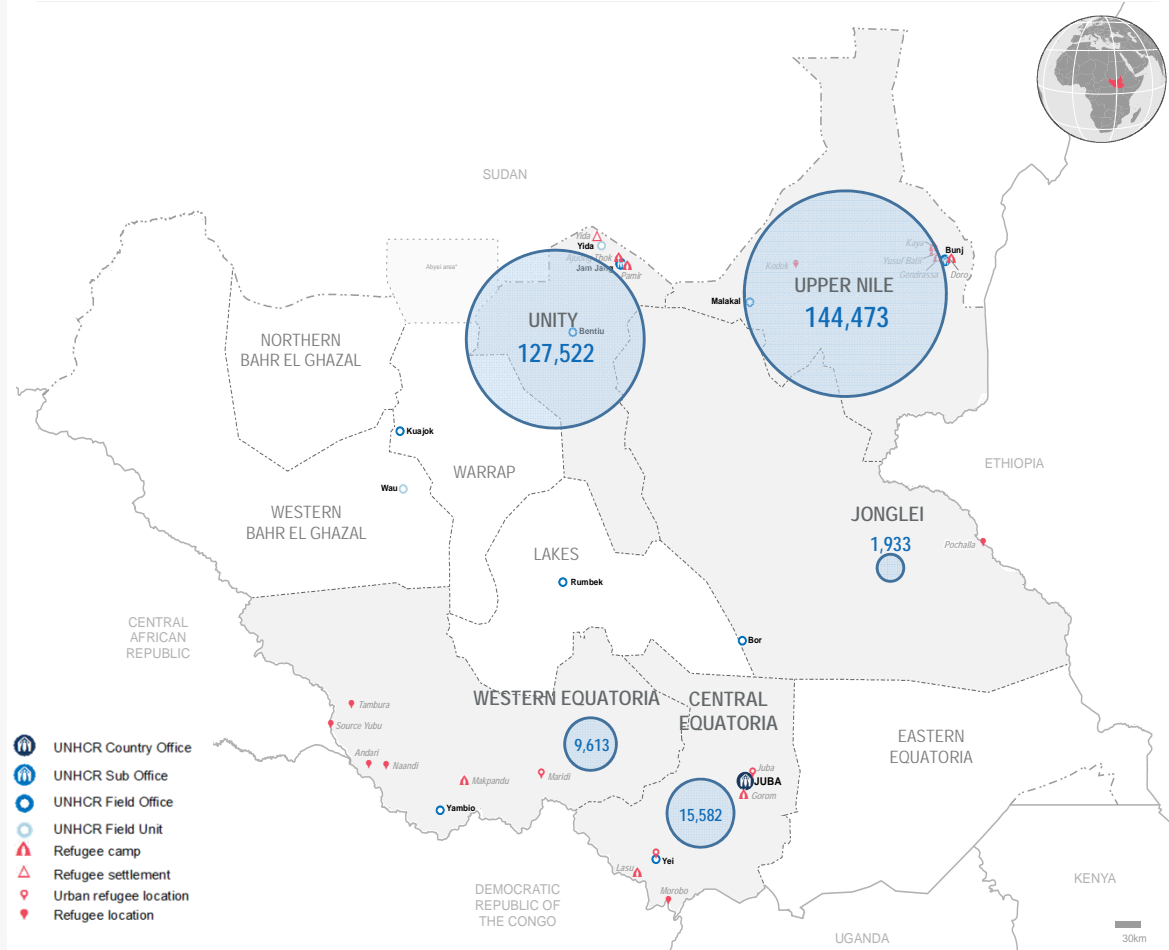 SUDAN
Yida
Yida
Ajuong Thok
Jam Jang
Pamir
Abyei area*
UNITY
Bentiu
127,522
Kaya
Bunj
Yusuf Batil
Gendrassa
Doro
Kodok
UPPER NILE
Malakal
144,473
NORTHERN
BAHR EL GHAZAL
Kuajok
WARRAP
ETHIOPIA
Wau
WESTERN
BAHR EL GHAZAL
JONGLEI
1,933
Pochalla
LAKES
Rumbek
CENTRAL
AFRICAN
REPUBLIC
Bor
WESTERN EQUATORIA
CENTRAL
EQUATORIA
9,613
Tambura
Source Yubu
Andari
Naandi
Makpandu
Maridi
Yambio
EASTERN
EQUATORIA
Juba
JUBA
Gorom
15,582
Yei
Lasu
Morobo
UNHCR Country Office
UNHCR Sub Office
UNHCR Field Office
UNHCR Field Unit
Refugee camp
Refugee settlement
Urban refugee location
Refugee location
DEMOCRATIC
REPUBLIC OF
THE CONGO
KENYA
UGANDA
30km